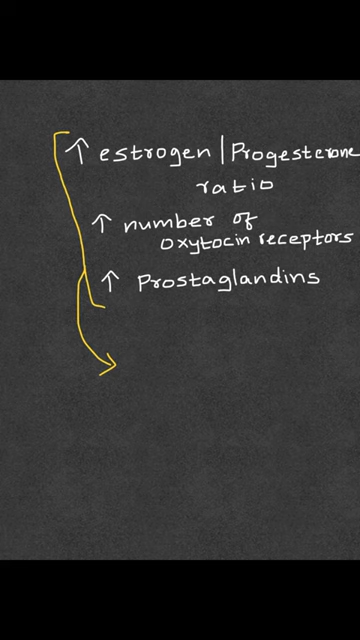 ↑ estrogen | Progesterone
ratio
↑ number of
oxytocin receptors
↑ Prostaglandins